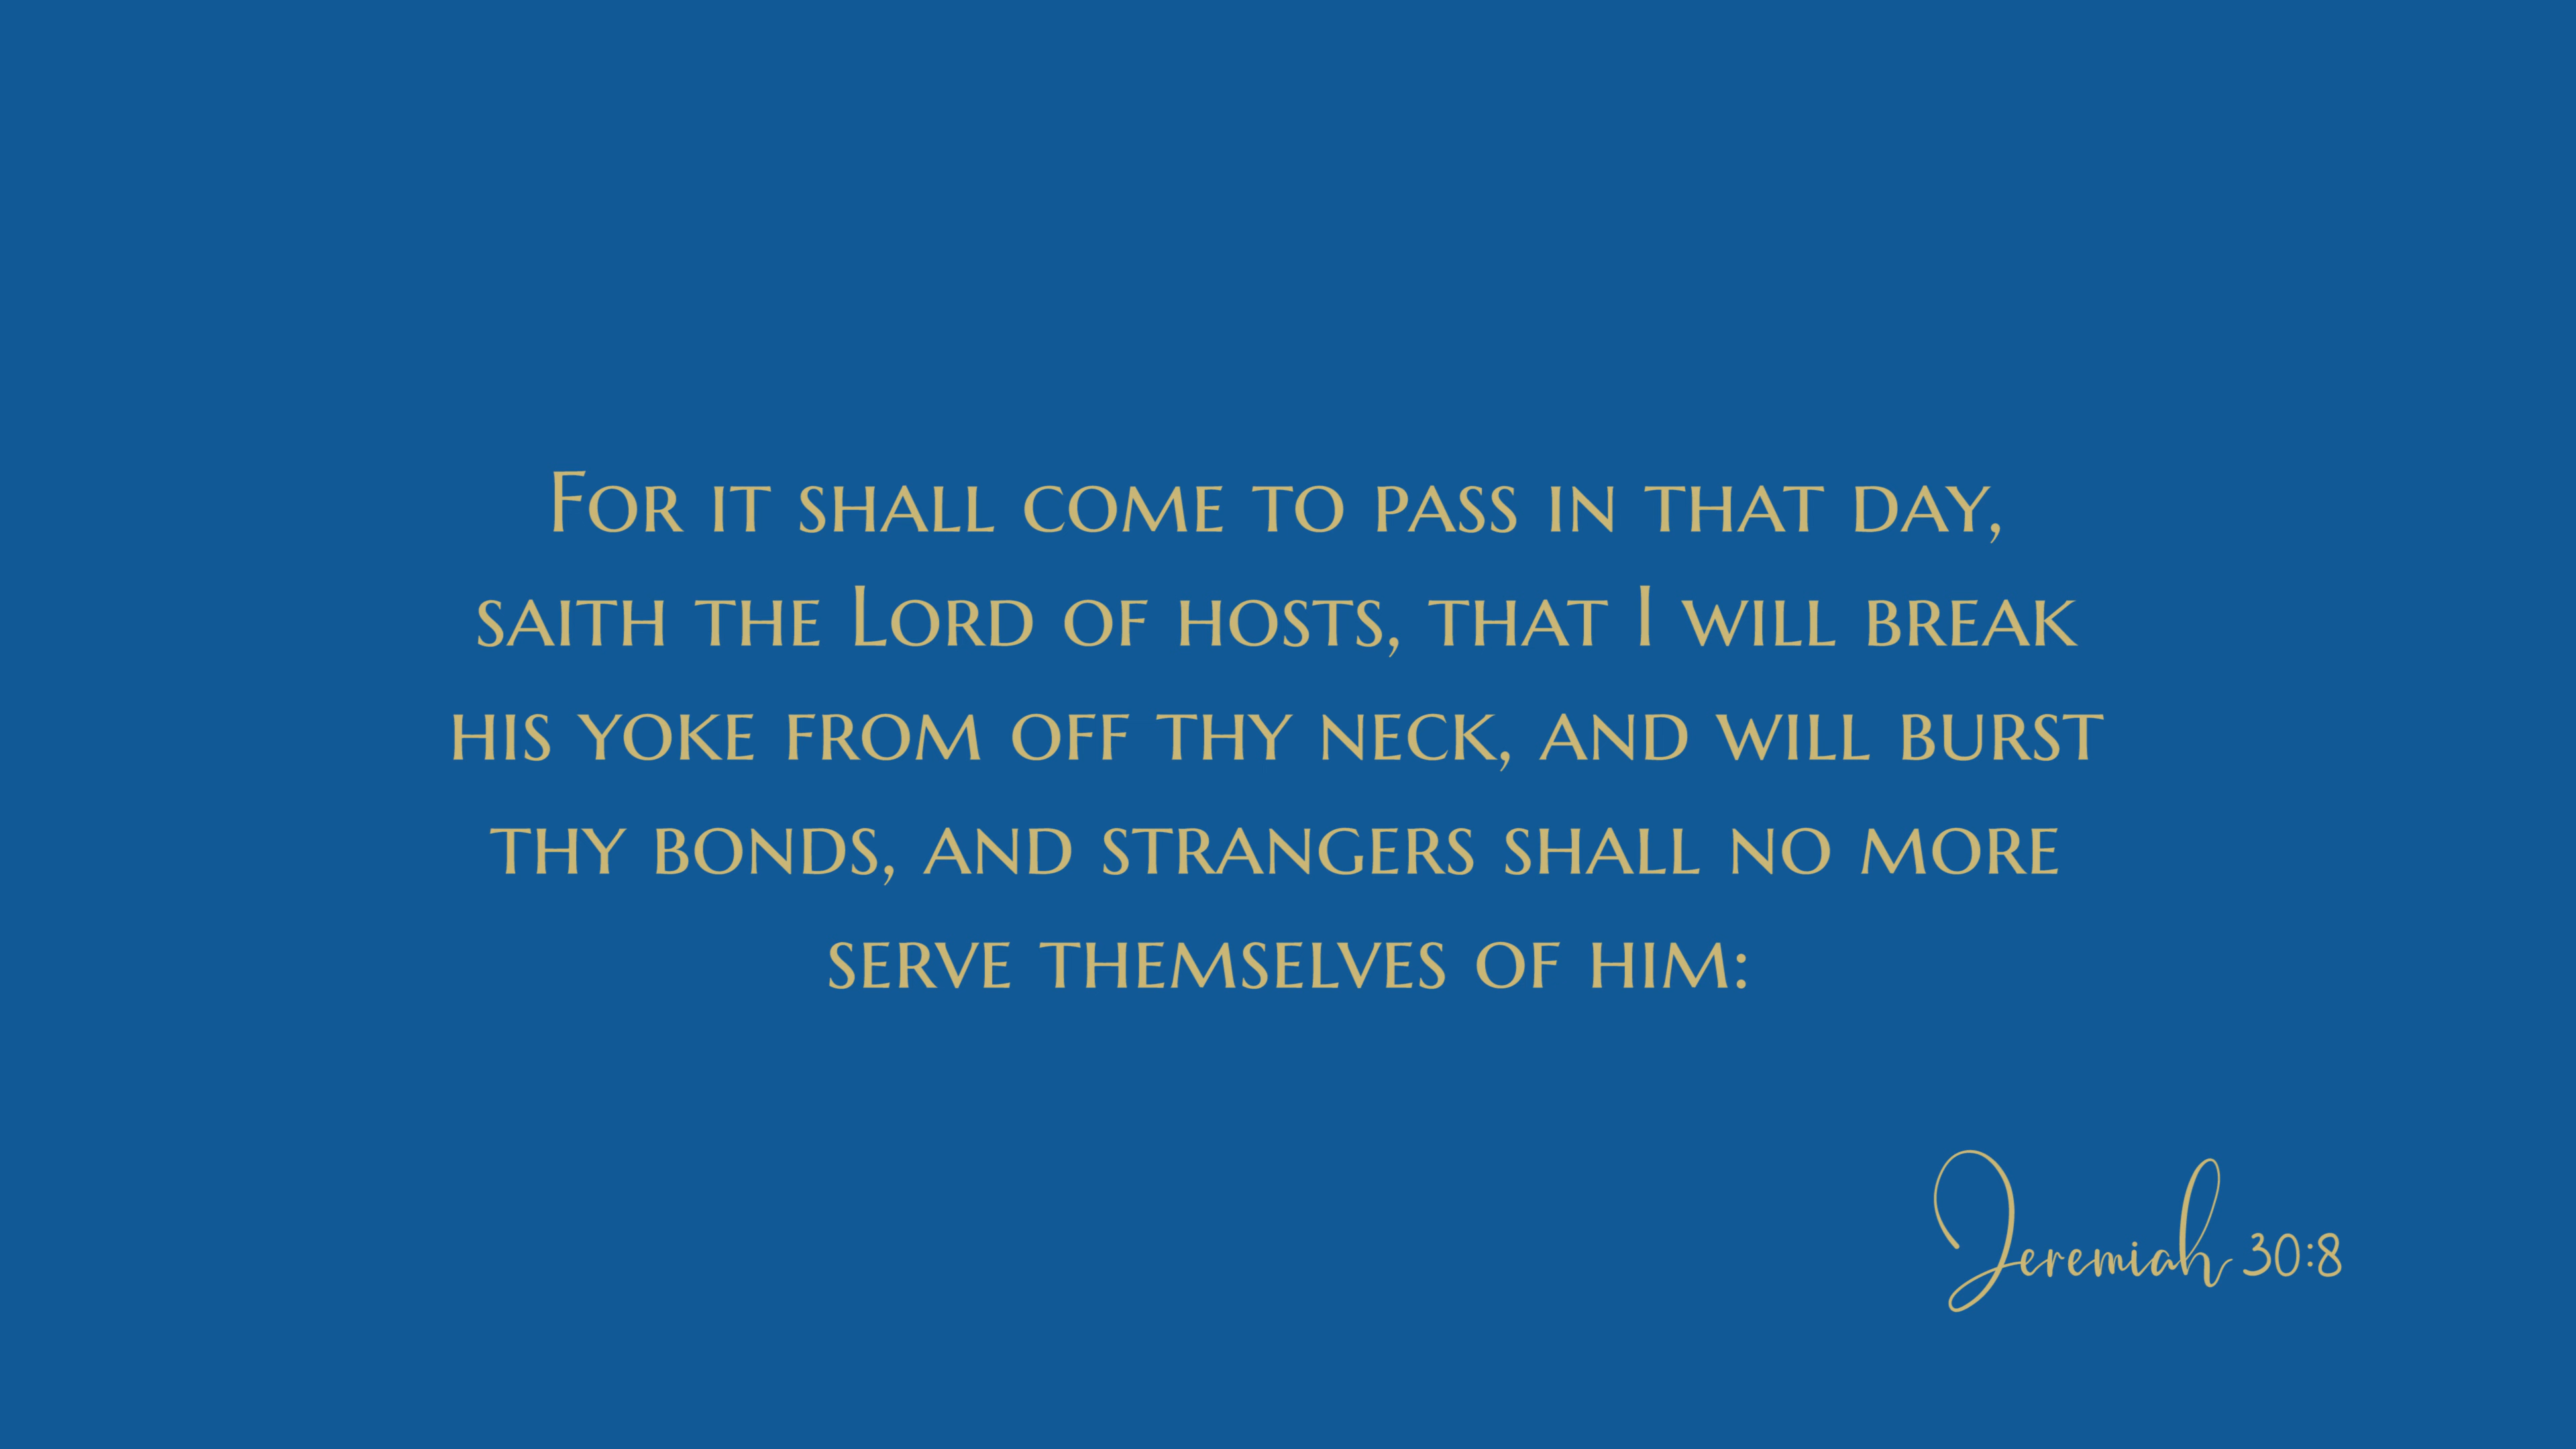 For it shall come to pass in that day,
saith the Lord of hosts, that I will break
his yoke from off thy neck, and will burst
thy bonds, and strangers shall no more
serve themselves of him:
Jeremiah 30:8